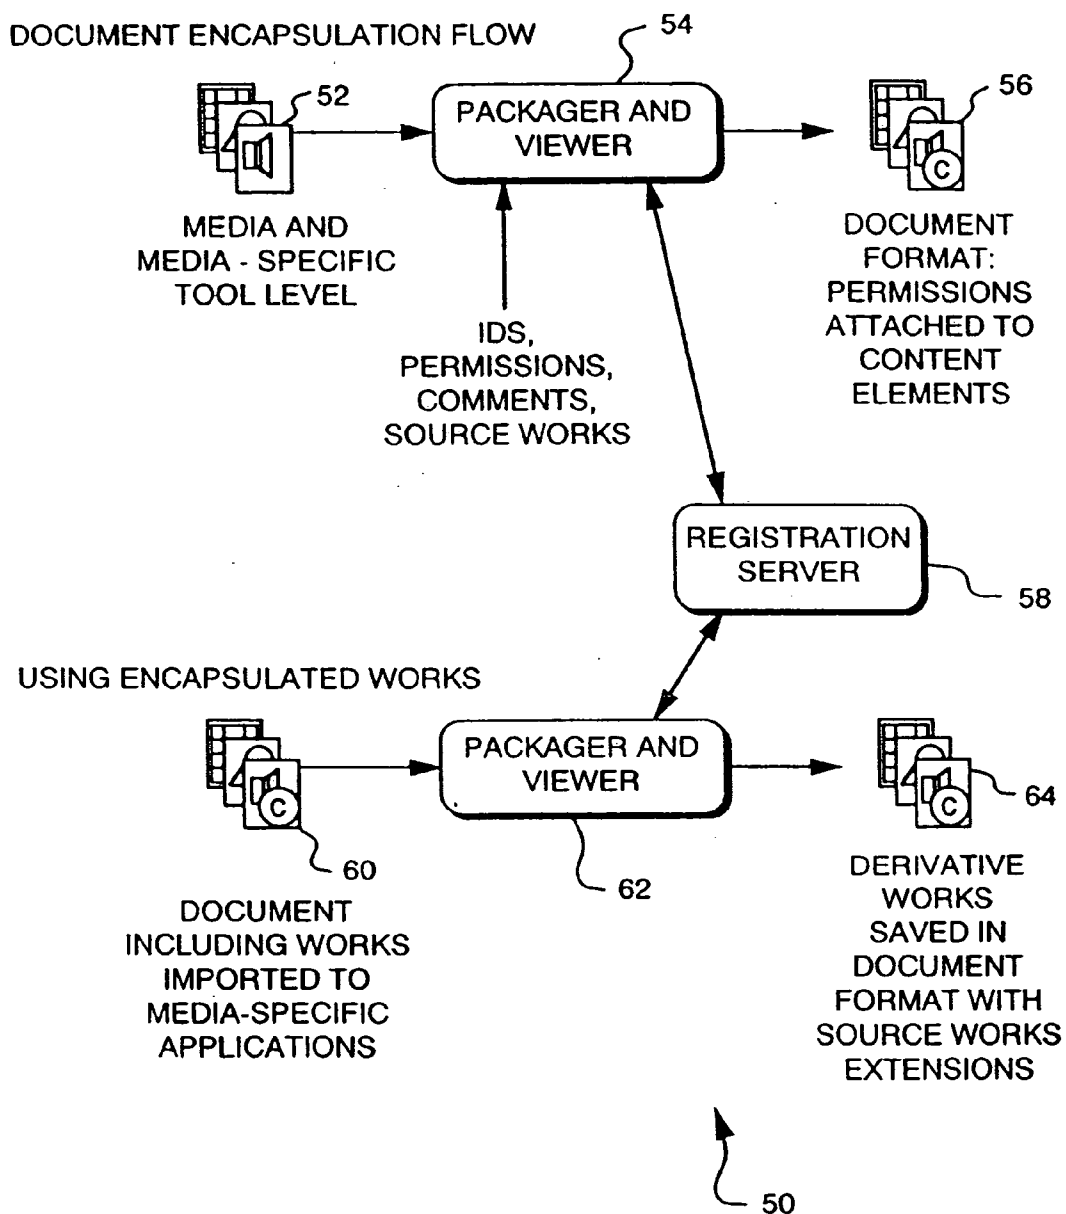 DOCUMENT ENCAPSULATION FLOW
54
52
PACKAGER AND
VIEWER
56
C
MEDIA AND
MEDIA - SPECIFIC
TOOL LEVEL
IDS,
PERMISSIONS,
COMMENTS,
SOURCE WORKS
DOCUMENT
FORMAT:
PERMISSIONS
ATTACHED TO
CONTENT
ELEMENTS
REGISTRATION
SERVER
58
USING ENCAPSULATED WORKS
C
60
PACKAGER AND
VIEWER
62
C
64
DOCUMENT
INCLUDING WORKS
IMPORTED TO
MEDIA-SPECIFIC
APPLICATIONS
DERIVATIVE
WORKS
SAVED IN
DOCUMENT
FORMAT WITH
SOURCE WORKS
EXTENSIONS
50